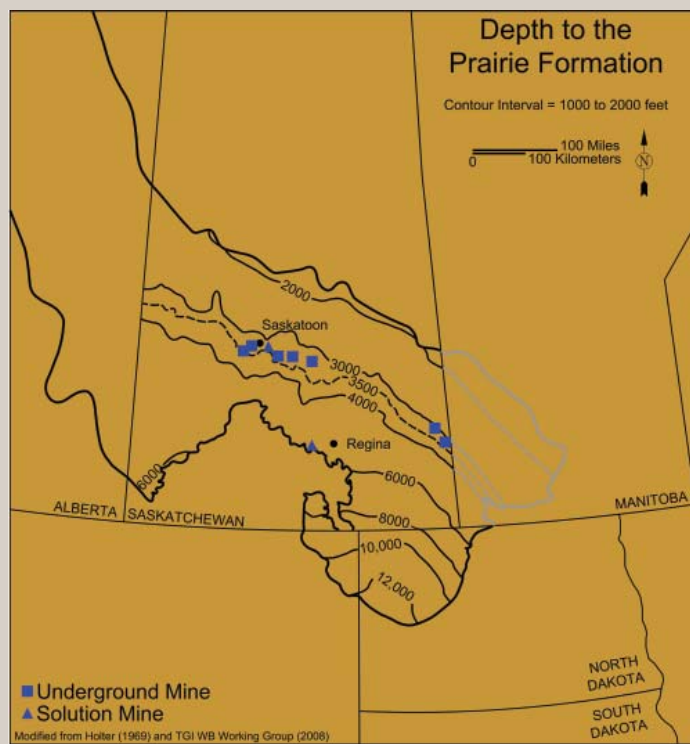 Depth to the
Prairie Formation
Contour Interval = 1000 to 2000 feet
100 Miles
0
100 Kilometers
N
2000
Saskatoon
3000
3500
4000
Regina
6000
6000
8000
10,000
12,000
ALBERTA
SASKATCHEWAN
MANITOBA
NORTH
DAKOTA
SOUTH
DAKOTA
Underground Mine
Solution Mine
Modified from Holter (1969) and TGI WB Working Group (2008)